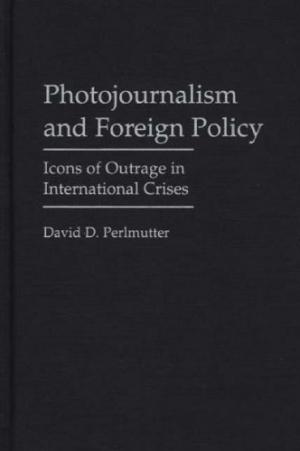 Photojournalism
and Foreign Policy
Icons of Outrage in
International Crises
David D. Perlmutter